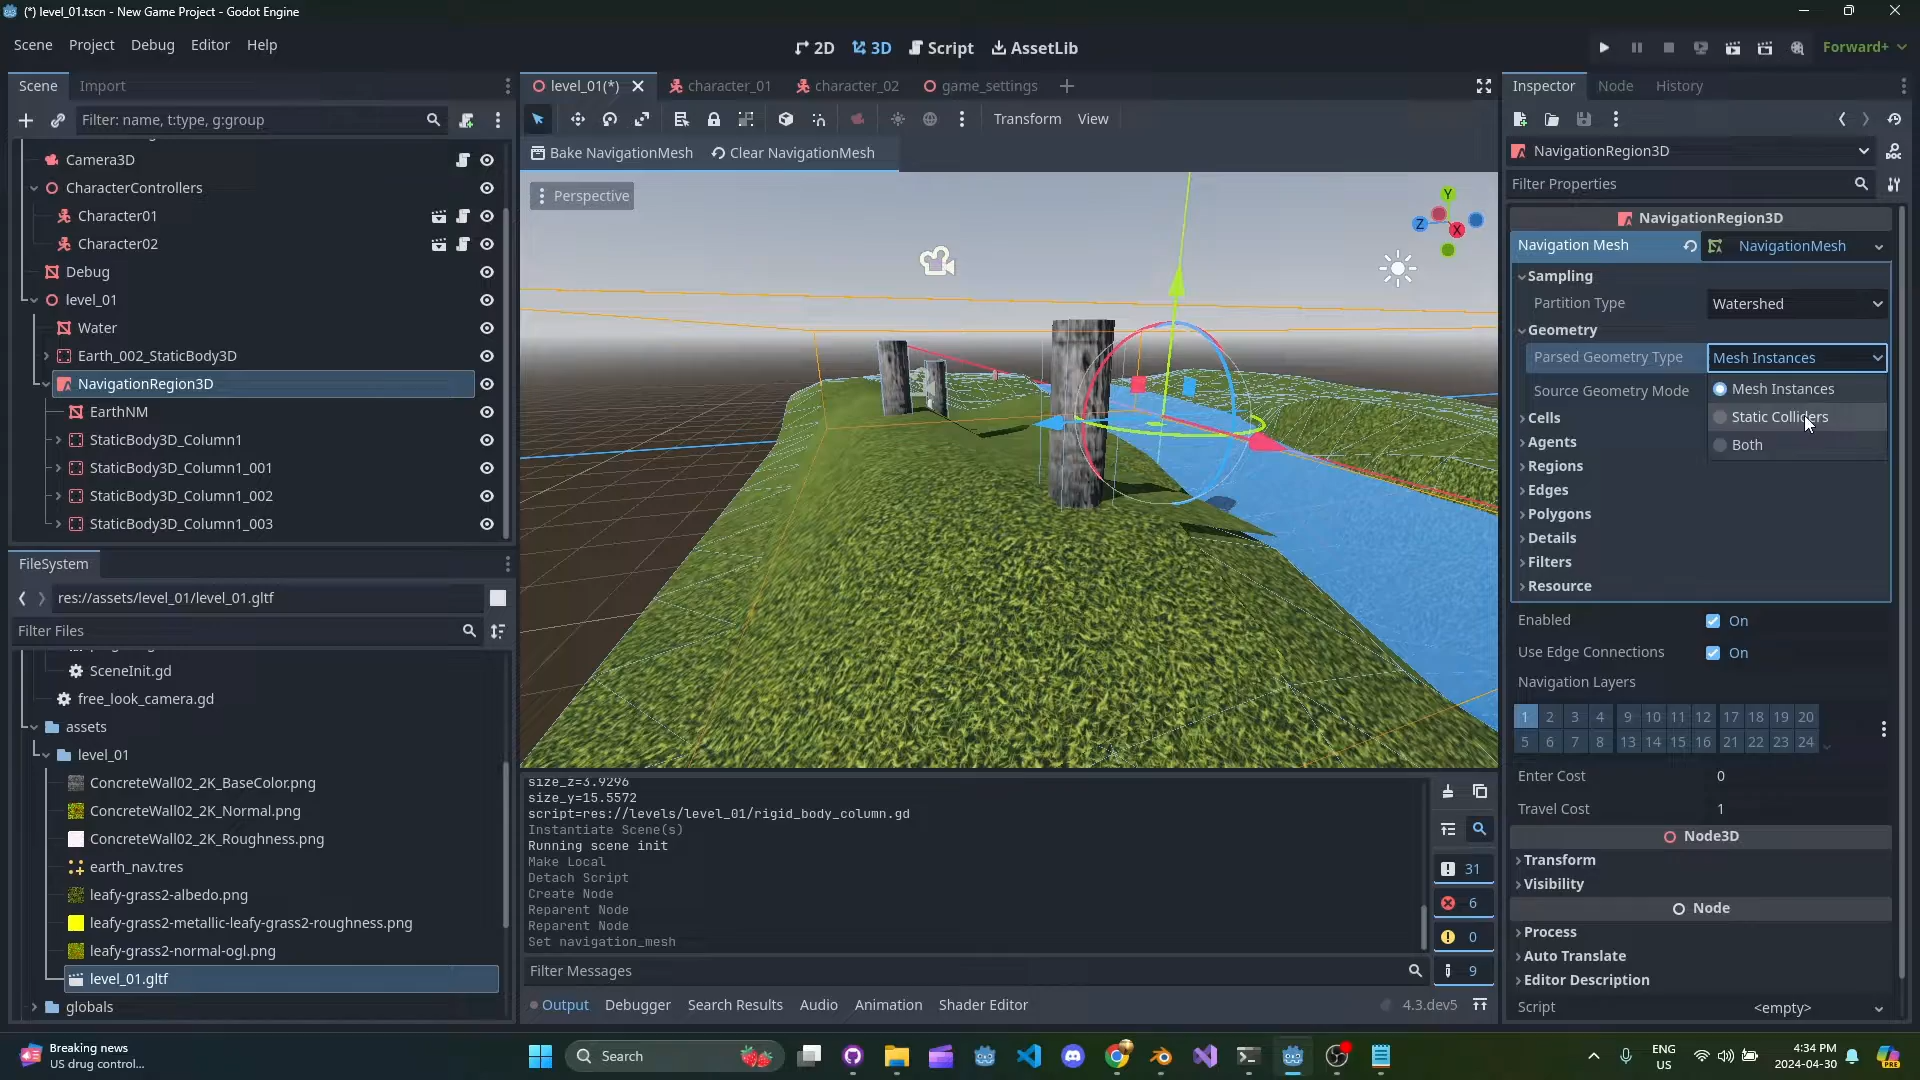 (*) level_01.tscn - New Game Project - Godot Engine
Scene Project Debug Editor Help
2D 3D Script AssetLib
Forward+
Scene Import
Filter: name, t:type, g:group
Camera3D
CharacterControllers
Character01
Character02
Debug
level_01
Water
Earth_002_StaticBody3D
NavigationRegion3D
EarthNM
StaticBody3D_Column1
StaticBody3D_Column1_001
StaticBody3D_Column1_002
StaticBody3D_Column1_003
FileSystem
res://assets/level_01/level_01.gltf
Filter Files
SceneInit.gd
free_look_camera.gd
assets
level_01
ConcreteWall02_2K_BaseColor.png
ConcreteWall02_2K_Normal.png
ConcreteWall02_2K_Roughness.png
earth_nav.tres
leafy-grass2-albedo.png
leafy-grass2-metallic-leafy-grass2-roughness.png
leafy-grass2-normal-ogl.png
level_01.gltf
globals
level_01(*) character_01 character_02 game_settings
Transform View
Bake NavigationMesh Clear NavigationMesh
Perspective
Y
Z
X
size_z=3.9296
size_y=15.5572
script=res://levels/level_01/rigid_body_column.gd
Instantiate Scene(s)
Running scene init
Make Local
Detach Script
Create Node
Reparent Node
Reparent Node
Set navigation_mesh
31
6
0
9
Filter Messages
Output Debugger Search Results Audio Animation Shader Editor
4.3.dev5
Inspector Node History
NavigationRegion3D
Filter Properties
NavigationRegion3D
Navigation Mesh NavigationMesh
Sampling
Partition Type Watershed
Geometry
Parsed Geometry Type Mesh Instances
Source Geometry Mode
Mesh Instances
Static Colliders
Both
Cells
Agents
Regions
Edges
Polygons
Details
Filters
Resource
Enabled On
Use Edge Connections On
Navigation Layers
1 2 3 4 9 10 11 12 17 18 19 20
5 6 7 8 13 14 15 16 21 22 23 24
Enter Cost 0
Travel Cost 1
Node3D
Transform
Visibility
Node
Process
Auto Translate
Editor Description
Script <empty>
Breaking news
US drug control...
Search
ENG
US
4:34 PM
2024-04-30
PRE